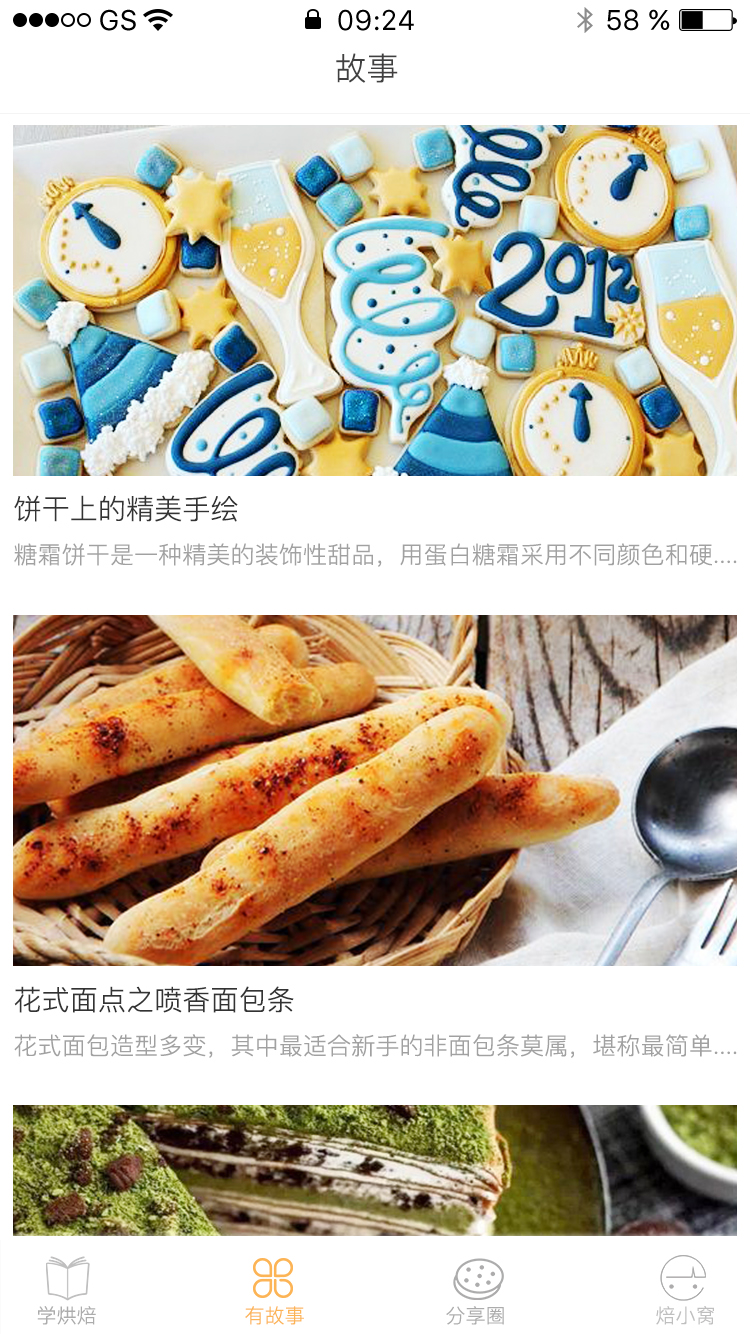 GS 09:24 58 %
故事
2012
饼干上的精美手绘
糖霜饼干是一种精美的装饰性甜品，用蛋白糖霜采用不同颜色和硬....
花式面点之喷香面包条
花式面包造型多变，其中最适合新手的非面包条莫属，堪称最简单....
学烘焙 有故事 分享圈 焙小窝